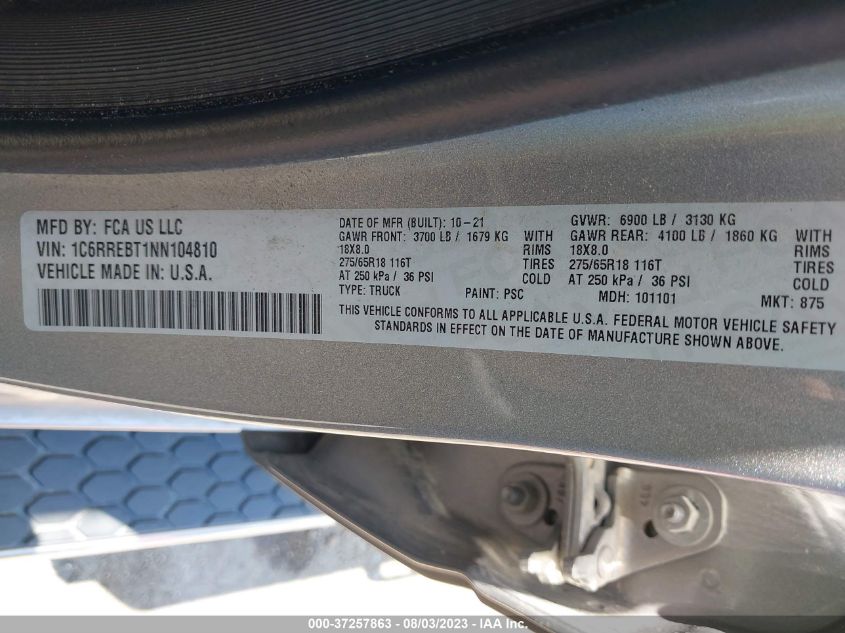 MFD BY: FCA US LLC
VIN: 1C6RREBT1NN104810
VEHICLE MADE IN: U.S.A.
DATE OF MFR (BUILT): 10-21 GVWR: 6900 LB / 3130 KG
GAWR FRONT: 3700 LB / 1679 KG WITH GAWR REAR: 4100 LB / 1860 KG WITH
18X8.0 RIMS 18X8.0 RIMS
275/65R18 116T TIRES 275/65R18 116T TIRES
AT 250 kPa / 36 PSI COLD AT 250 kPa / 36 PSI COLD
TYPE: TRUCK PAINT: PSC MDH: 101101 MKT: 875
THIS VEHICLE CONFORMS TO ALL APPLICABLE U.S.A. FEDERAL MOTOR VEHICLE SAFETY
STANDARDS IN EFFECT ON THE DATE OF MANUFACTURE SHOWN ABOVE.
000-37257863 - 08/03/2023 - IAA Inc.